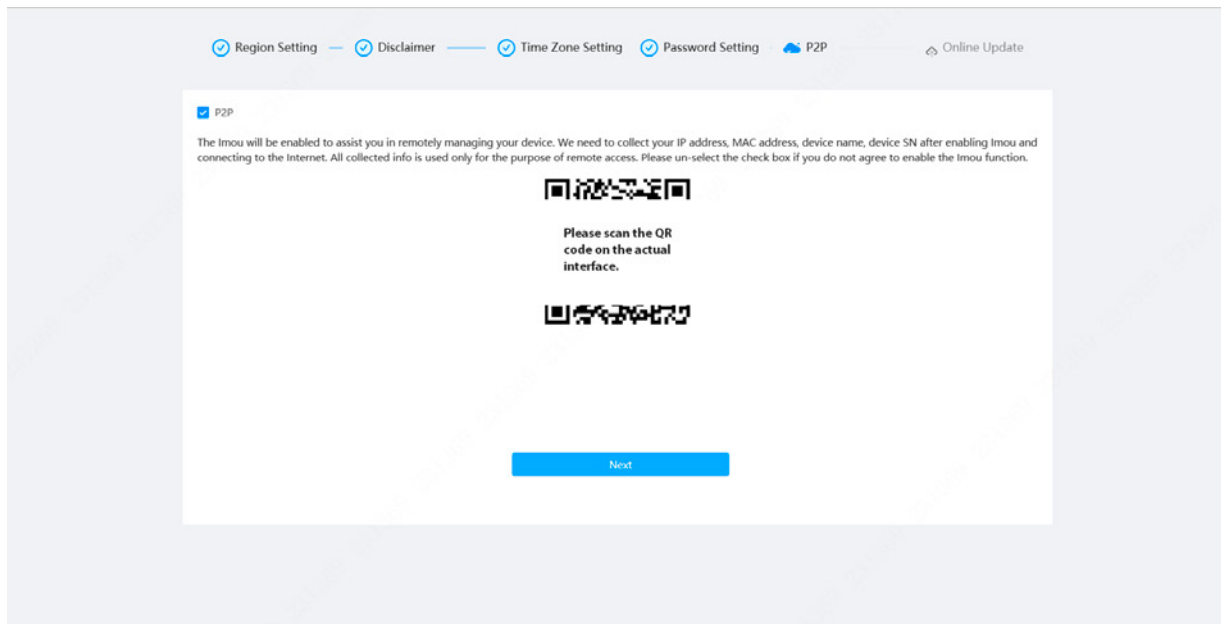 Region Setting
Disclaimer
Time Zone Setting
Password Setting
P2P
Online Update
P2P
The Imou will be enabled to assist you in remotely managing your device. We need to collect your IP address, MAC address, device name, device SN after enabling Imou and
connecting to the Internet. All collected info is used only for the purpose of remote access. Please un-select the check box if you do not agree to enable the Imou function.
Please scan the QR
code on the actual
interface.
Next